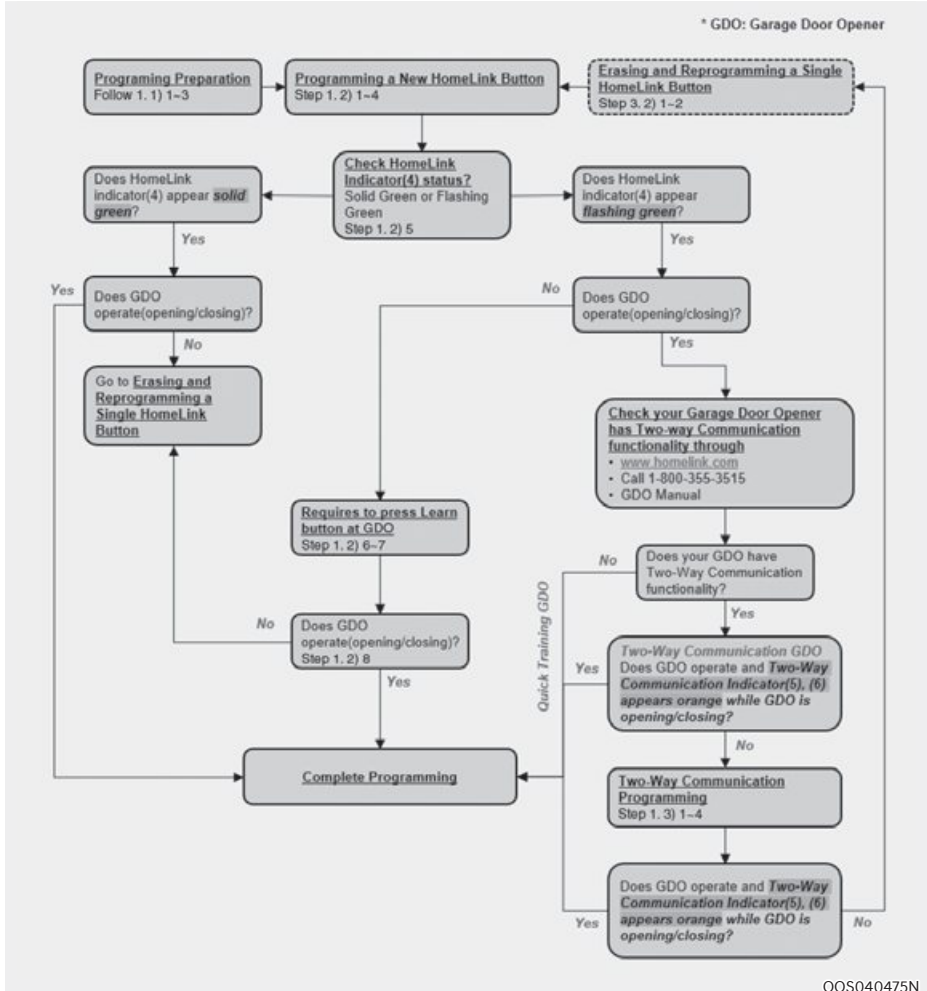 * GDO: Garage Door Opener
Programing Preparation
Follow 1. 1) 1~3
Programming a New HomeLink Button
Step 1. 2) 1~4
Erasing and Reprogramming a Single
HomeLink Button
Step 3. 2) 1~2
Check HomeLink
Indicator(4) status?
Solid Green or Flashing
Green
Step 1. 2) 5
Does HomeLink
indicator(4) appear solid
green?
Does HomeLink
indicator(4) appear
flashing green?
Yes
Yes
Yes
Does GDO
operate(opening/closing)?
No
Does GDO
operate(opening/closing)?
No
Yes
Go to Erasing and
Reprogramming a
Single HomeLink
Button
Check your Garage Door Opener
has Two-way Communication
functionality through
• www.homelink.com
• Call 1-800-355-3515
• GDO Manual
Requires to press Learn
button at GDO
Step 1. 2) 6~7
No
Does your GDO have
Two-Way Communication
functionality?
Yes
Quick Training GDO
No
Does GDO
operate(opening/closing)?
Step 1. 2) 8
Yes
Yes
Two-Way Communication GDO
Does GDO operate and Two-Way
Communication Indicator(5), (6)
appears orange while GDO is
opening/closing?
No
Complete Programming
Two-Way Communication
Programming
Step 1. 3) 1~4
Does GDO operate and Two-Way
Communication Indicator(5), (6)
appears orange while GDO is
opening/closing?
Yes
No
OOS040475N